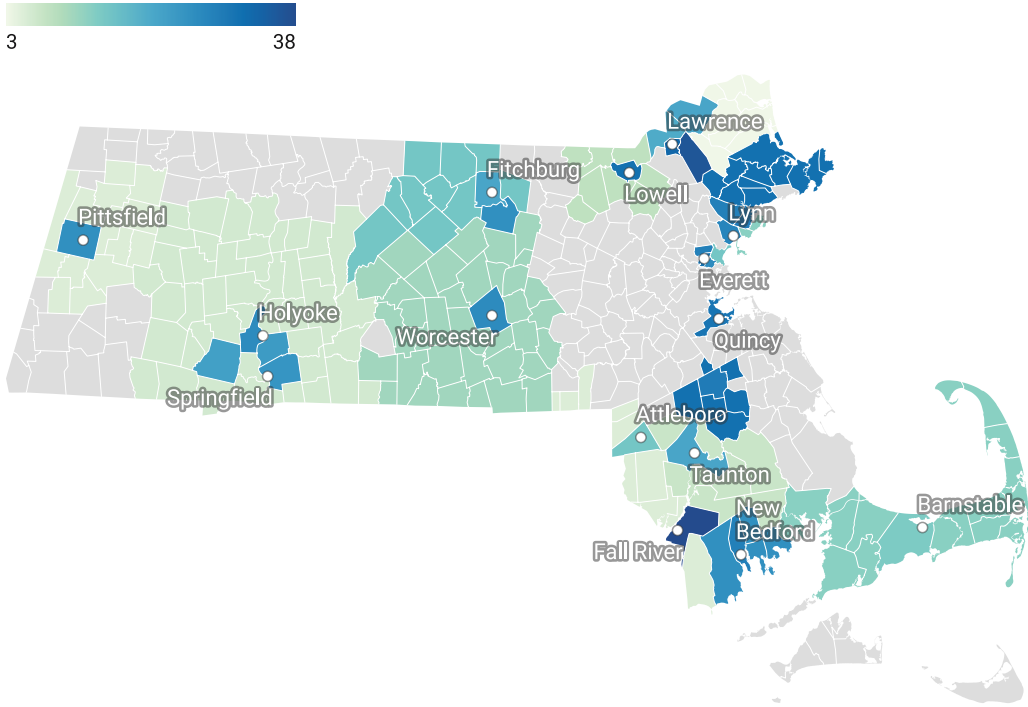 3
38
Lawrence
Fitchburg
Lowell
Pittsfield
Lynn
Everett
Holyoke
Worcester
Quincy
Springfield
Attleboro
Taunton
New
Bedford
Barnstable
Fall River